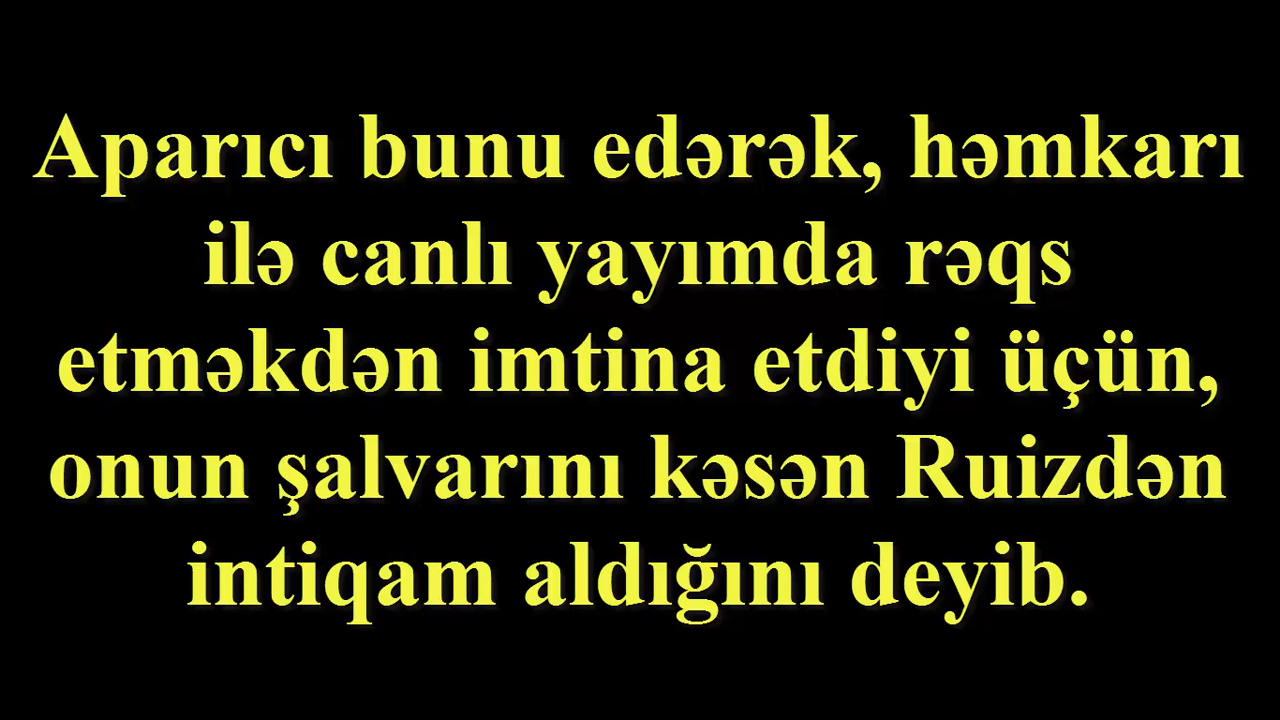 Aparıcı bunu edərək, həmkarı
ilə canlı yayımda rəqs
etməkdən imtina etdiyi üçün,
onun şalvarını kəsən Ruizdən
intiqam aldığını deyib.